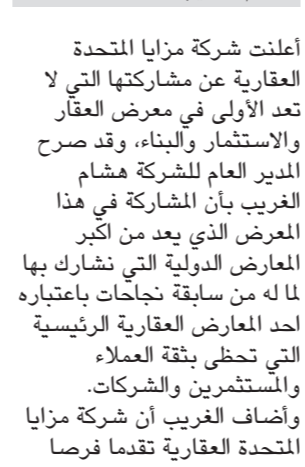 أعلنت شركة مزايا المتحدة
العقارية عن مشاركتها التي لا
تعد الأولى في معرض العقار
والاستثمار والبناء، وقد صرح
المدير العام للشركة هشام
الغريب بأن المشاركة في هذا
المعرض الذي يعد من اكبر
المعارض الدولية التي نشارك بها
لما له من سابقة نجاحات باعتباره
احد المعارض العقارية الرئيسية
التي تحظى بثقة العملاء
والمستثمرين والشركات.
وأضاف الغريب أن شركة مزايا
المتحدة العقارية تقدما فرصا